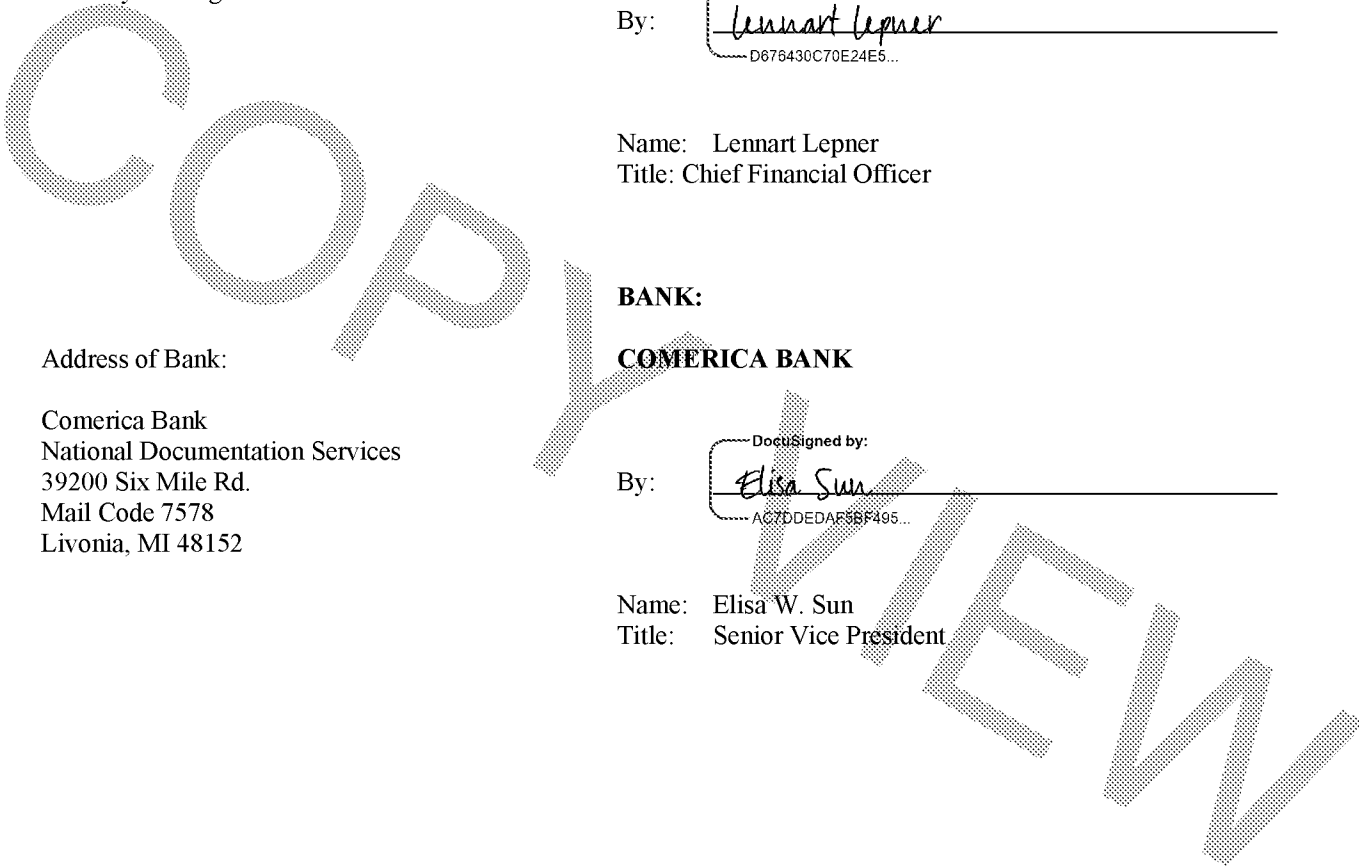 By:
Lennart Lepner
D676430C70E24E5...
Name: Lennart Lepner
Title: Chief Financial Officer
BANK:
Address of Bank:
COMERICA BANK
Comerica Bank
National Documentation Services
39200 Six Mile Rd.
Mail Code 7578
Livonia, MI 48152
DocuSigned by:
By:
Elisa Sun
AC7DDEDAF5BF495...
Name: Elisa W. Sun
Title: Senior Vice President
COPY VIEW